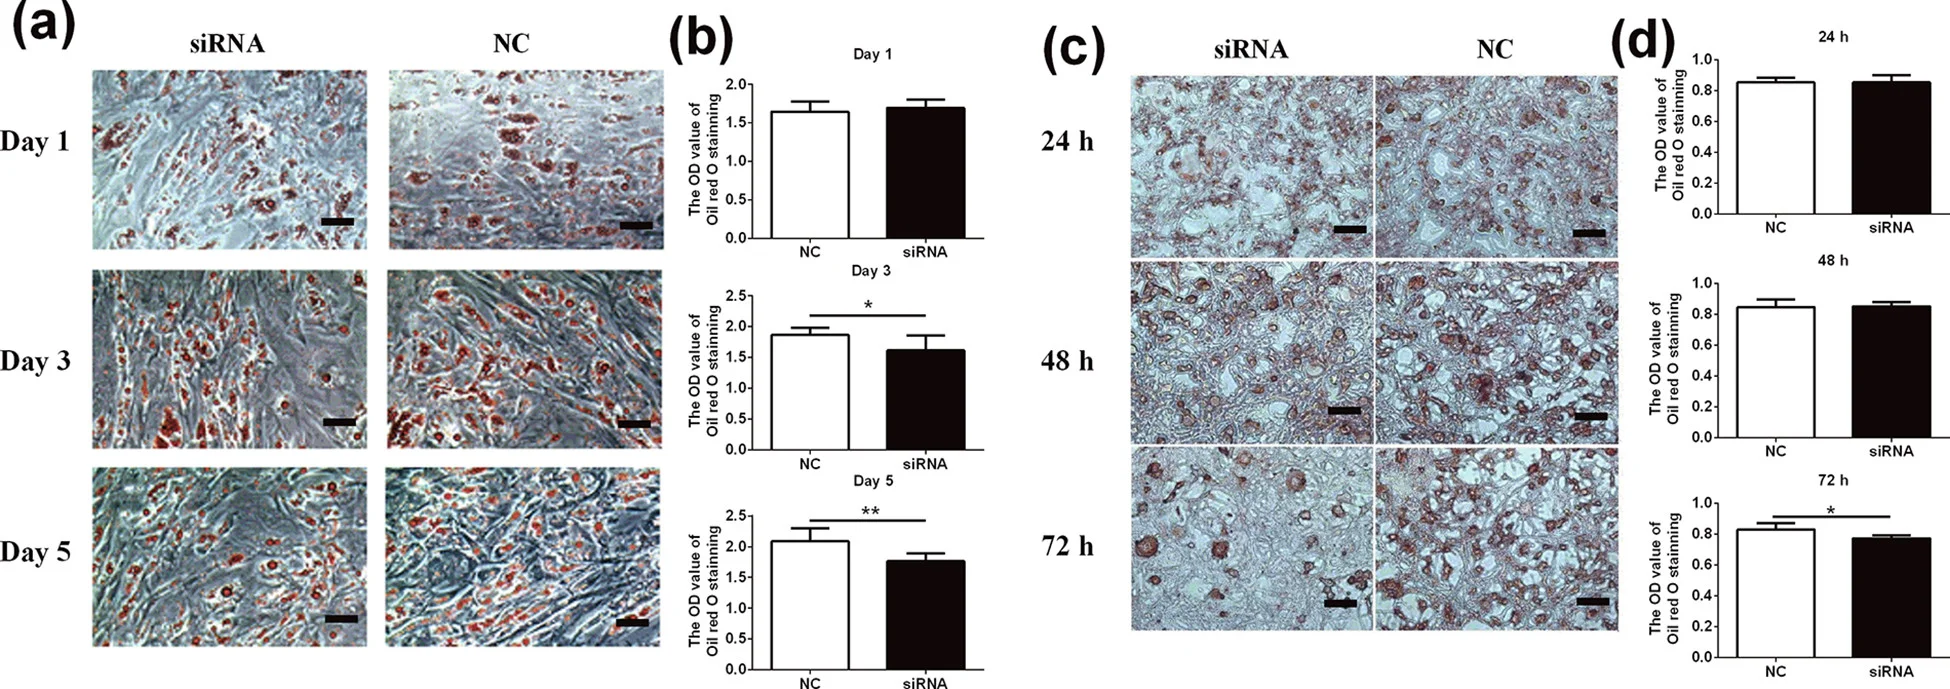 (a)
siRNA NC
Day 1
Day 3
Day 5
(b)
Day 1
The OD value of
Oil red O stainning
2.0
1.5
1.0
0.5
0.0
NC siRNA
Day 3
The OD value of
Oil red O stainning
2.5
2.0
1.5
1.0
0.5
0.0
*
NC siRNA
Day 5
The OD value of
Oil red O stainning
2.5
2.0
1.5
1.0
0.5
0.0
**
NC siRNA
(c)
siRNA NC
24 h
48 h
72 h
(d)
24 h
The OD value of
Oil red O stainning
1.0
0.8
0.6
0.4
0.2
0.0
NC siRNA
48 h
The OD value of
Oil red O stainning
1.0
0.8
0.6
0.4
0.2
0.0
NC siRNA
72 h
The OD value of
Oil red O stainning
1.0
0.8
0.6
0.4
0.2
0.0
*
NC siRNA